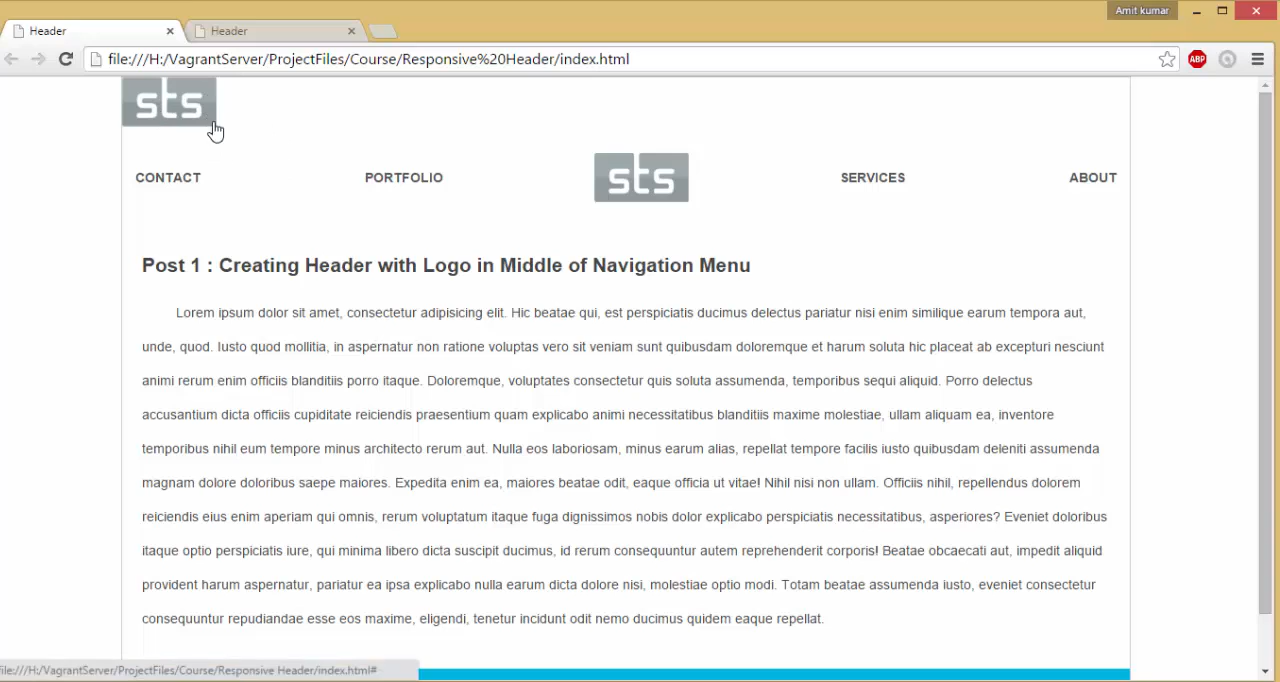 Amit kumar
Header
Header
file:///H:/VagrantServer/ProjectFiles/Course/Responsive%20Header/index.html
ABP
sts
CONTACT PORTFOLIO sts SERVICES ABOUT
Post 1 : Creating Header with Logo in Middle of Navigation Menu
Lorem ipsum dolor sit amet, consectetur adipisicing elit. Hic beatae qui, est perspiciatis ducimus delectus pariatur nisi enim similique earum tempora aut,
unde, quod. Iusto quod mollitia, in aspernatur non ratione voluptas vero sit veniam sunt quibusdam doloremque et harum soluta hic placeat ab excepturi nesciunt
animi rerum enim officiis blanditiis porro itaque. Doloremque, voluptates consectetur quis soluta assumenda, temporibus sequi aliquid. Porro delectus
accusantium dicta officiis cupiditate reiciendis praesentium quam explicabo animi necessitatibus blanditiis maxime molestiae, ullam aliquam ea, inventore
temporibus nihil eum tempore minus architecto rerum aut. Nulla eos laboriosam, minus earum alias, repellat tempore facilis iusto quibusdam deleniti assumenda
magnam dolore doloribus saepe maiores. Expedita enim ea, maiores beatae odit, eaque officia ut vitae! Nihil nisi non ullam. Officiis nihil, repellendus dolorem
reiciendis eius enim aperiam qui omnis, rerum voluptatum itaque fuga dignissimos nobis dolor explicabo perspiciatis necessitatibus, asperiores? Eveniet doloribus
itaque optio perspiciatis iure, qui minima libero dicta suscipit ducimus, id rerum consequuntur autem reprehenderit corporis! Beatae obcaecati aut, impedit aliquid
provident harum aspernatur, pariatur ea ipsa explicabo nulla earum dicta dolore nisi, molestiae optio modi. Totam beatae assumenda iusto, eveniet consectetur
consequuntur repudiandae esse eos maxime, eligendi, tenetur incidunt odit nemo ducimus quidem eaque repellat.
file:///H:/VagrantServer/ProjectFiles/Course/Responsive Header/index.html#